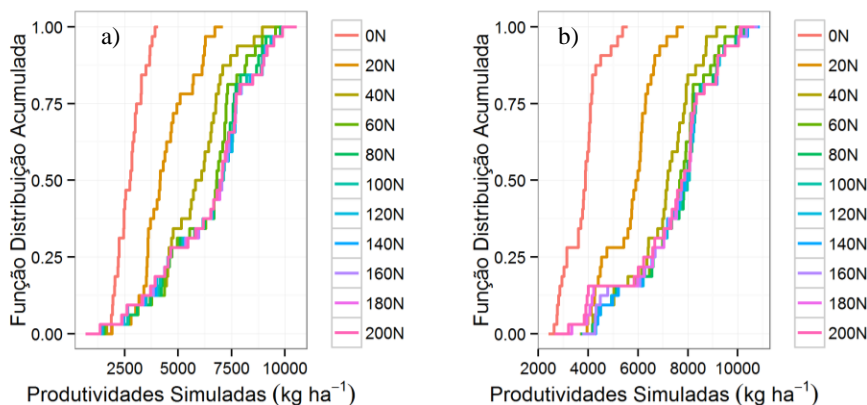 a)
Função Distribuição Acumulada
1.00
0.75
0.50
0.25
0.00
2500 5000 7500 10000
Produtividades Simuladas (kg ha⁻¹)
0N
20N
40N
60N
80N
100N
120N
140N
160N
180N
200N
b)
Função Distribuição Acumulada
1.00
0.75
0.50
0.25
0.00
2000 4000 6000 8000 10000
Produtividades Simuladas (kg ha⁻¹)
0N
20N
40N
60N
80N
100N
120N
140N
160N
180N
200N